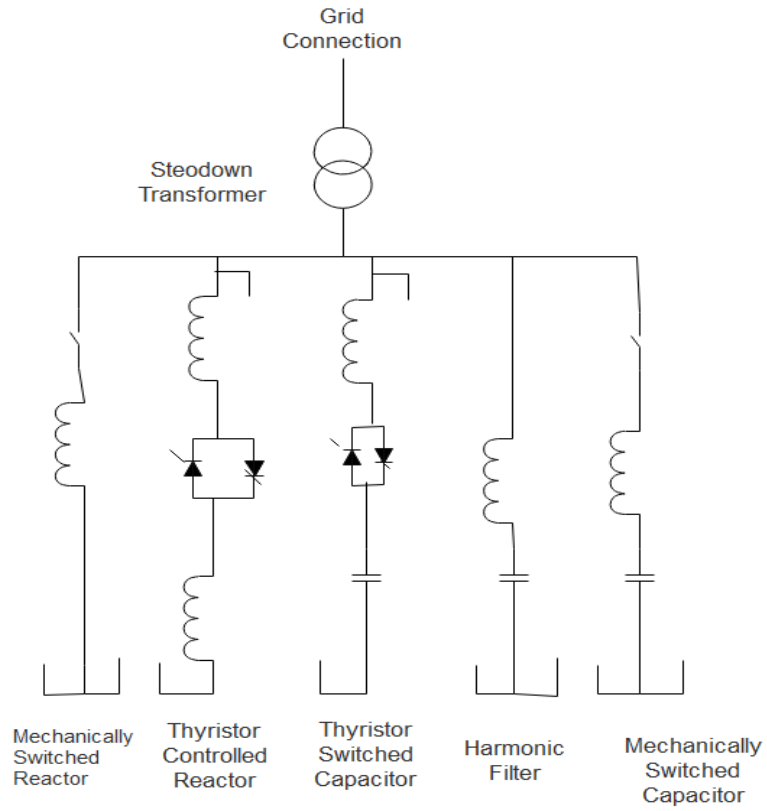 Grid
Connection
Steodown
Transformer
Mechanically
Switched
Reactor
Thyristor
Controlled
Reactor
Thyristor
Switched
Capacitor
Harmonic
Filter
Mechanically
Switched
Capacitor